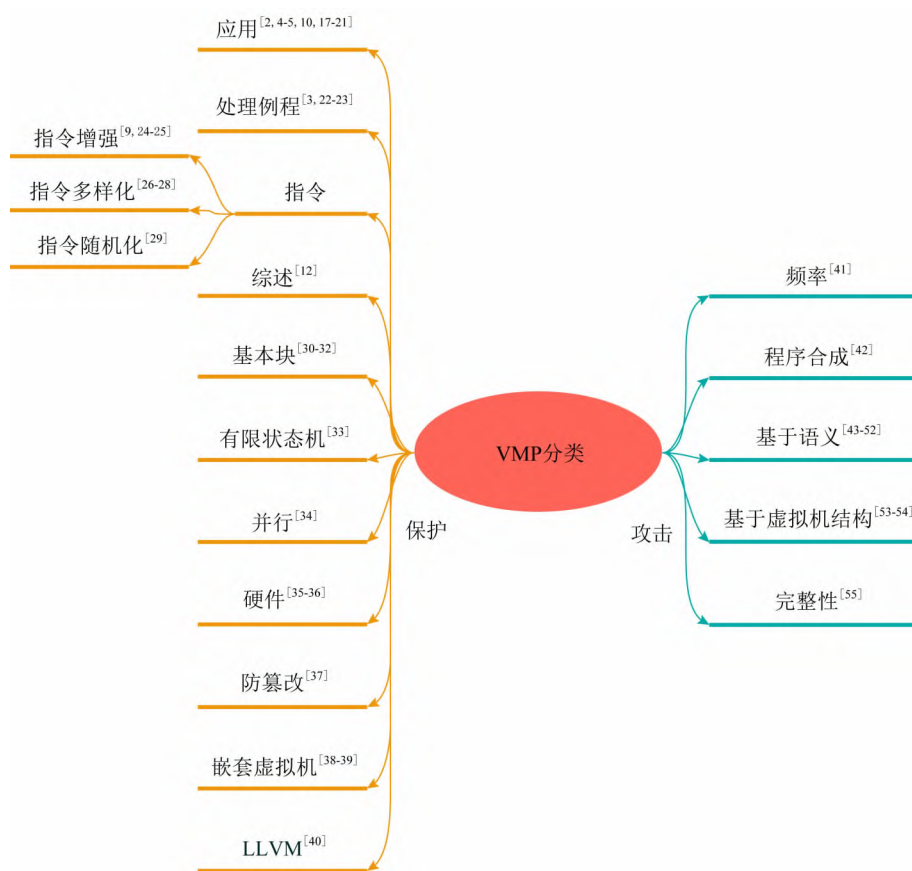 应用[2, 4-5, 10, 17-21]
处理例程[3, 22-23]
指令增强[9, 24-25]
指令多样化[26-28]
指令
指令随机化[29]
综述[12]
基本块[30-32]
有限状态机[33]
并行[34]
硬件[35-36]
防篡改[37]
嵌套虚拟机[38-39]
LLVM[40]
保护
VMP分类
攻击
频率[41]
程序合成[42]
基于语义[43-52]
基于虚拟机结构[53-54]
完整性[55]